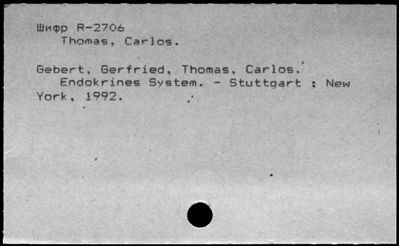 Шифр R-2706
Thomas, Carlos.
Gebert, Gerfried, Thomas, Carlos.
Endokrines System. - Stuttgart : New
York, 1992.